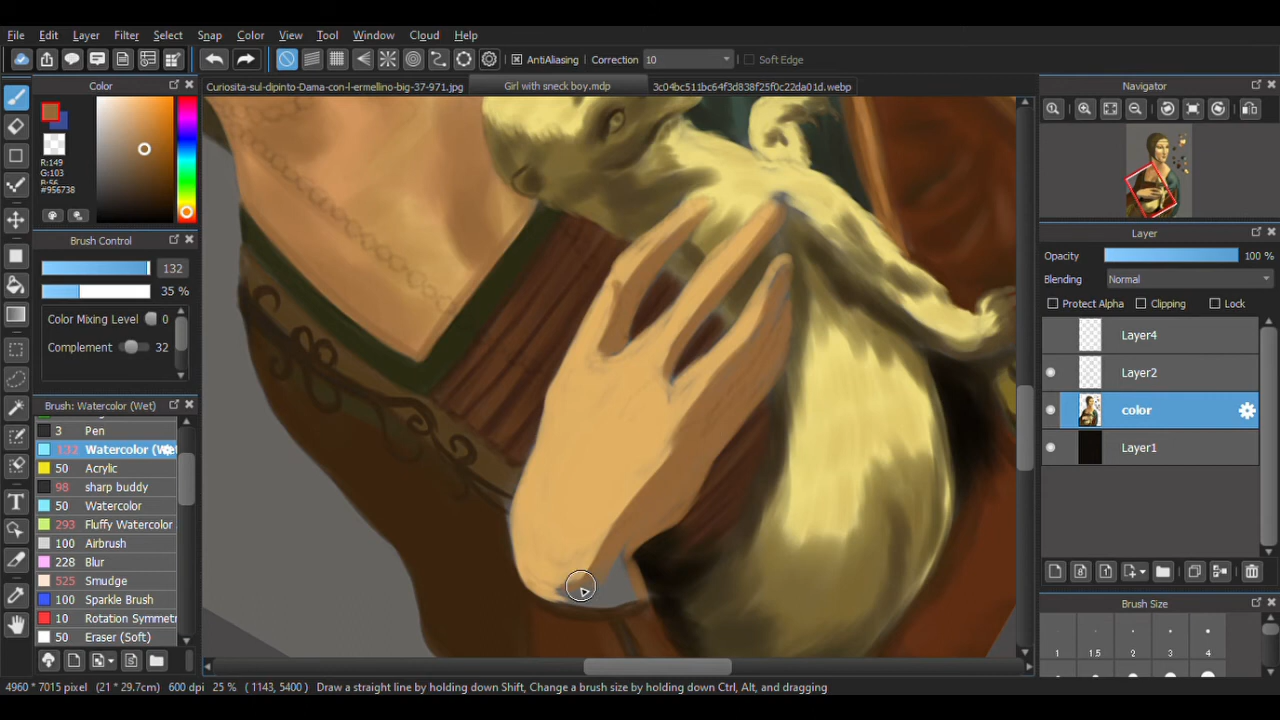 File Edit Layer Filter Select Snap Color View Tool Window Cloud Help
AntiAliasing Correction 10 Soft Edge
Color
Curiosita-sul-dipinto-Dama-con-l-ermellino-big-37-971.jpg Girl with sneck boy.mdp 3c04bc511bc64f3d838f25f0c22da01d.webp
Navigator
R:149
G:103
B:56
#956738
Brush Control
132
35 %
Color Mixing Level 0
Complement 32
Brush: Watercolor (Wet)
3 Pen
132 Watercolor (Wet
50 Acrylic
98 sharp buddy
50 Watercolor
293 Fluffy Watercolor
100 Airbrush
228 Blur
525 Smudge
100 Sparkle Brush
10 Rotation Symmetr
50 Eraser (Soft)
Layer
Opacity 100 %
Blending Normal
Protect Alpha Clipping Lock
Layer4
Layer2
color
Layer1
Brush Size
1 1.5 2 3 4
4960 * 7015 pixel (21 * 29.7cm) 600 dpi 25 % ( 1143, 5400 ) Draw a straight line by holding down Shift, Change a brush size by holding down Ctrl, Alt, and dragging